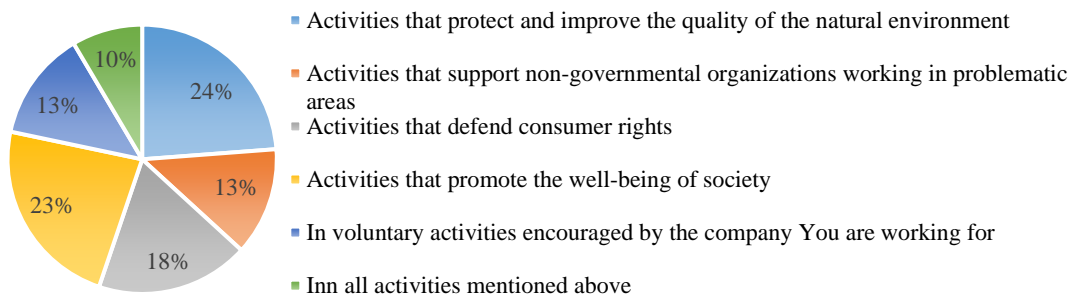 Activities that protect and improve the quality of the natural environment
10%
24%
Activities that support non-governmental organizations working in problematic
areas
13%
Activities that defend consumer rights
Activities that promote the well-being of society
13%
23%
In voluntary activities encouraged by the company You are working for
18%
Inn all activities mentioned above